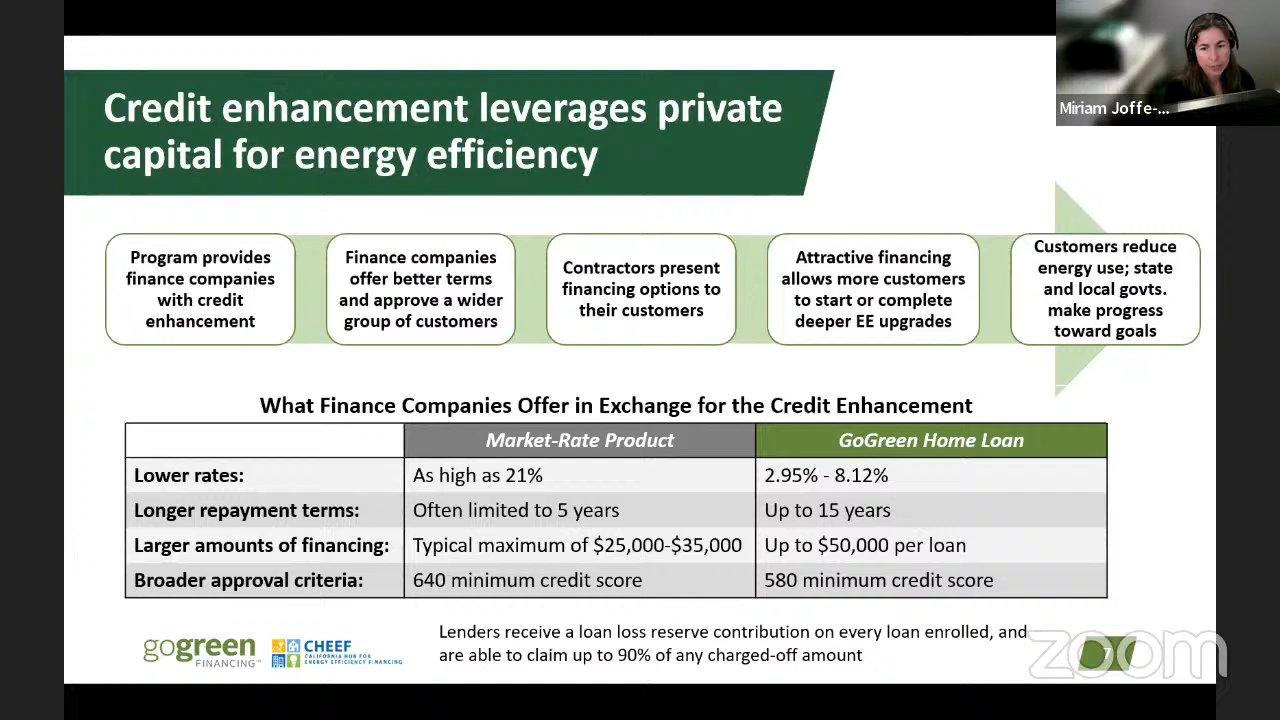 Miriam Joffe-...
Credit enhancement leverages private
capital for energy efficiency
Program provides
finance companies
with credit
enhancement
Finance companies
offer better terms
and approve a wider
group of customers
Contractors present
financing options to
their customers
Attractive financing
allows more customers
to start or complete
deeper EE upgrades
Customers reduce
energy use; state
and local govts.
make progress
toward goals
What Finance Companies Offer in Exchange for the Credit Enhancement
Market-Rate Product GoGreen Home Loan
Lower rates: As high as 21% 2.95% - 8.12%
Longer repayment terms: Often limited to 5 years Up to 15 years
Larger amounts of financing: Typical maximum of $25,000-$35,000 Up to $50,000 per loan
Broader approval criteria: 640 minimum credit score 580 minimum credit score
gogreen
FINANCING™
CHEEF
CALIFORNIA HUB FOR
ENERGY EFFICIENCY FINANCING
Lenders receive a loan loss reserve contribution on every loan enrolled, and
are able to claim up to 90% of any charged-off amount
7
zoom